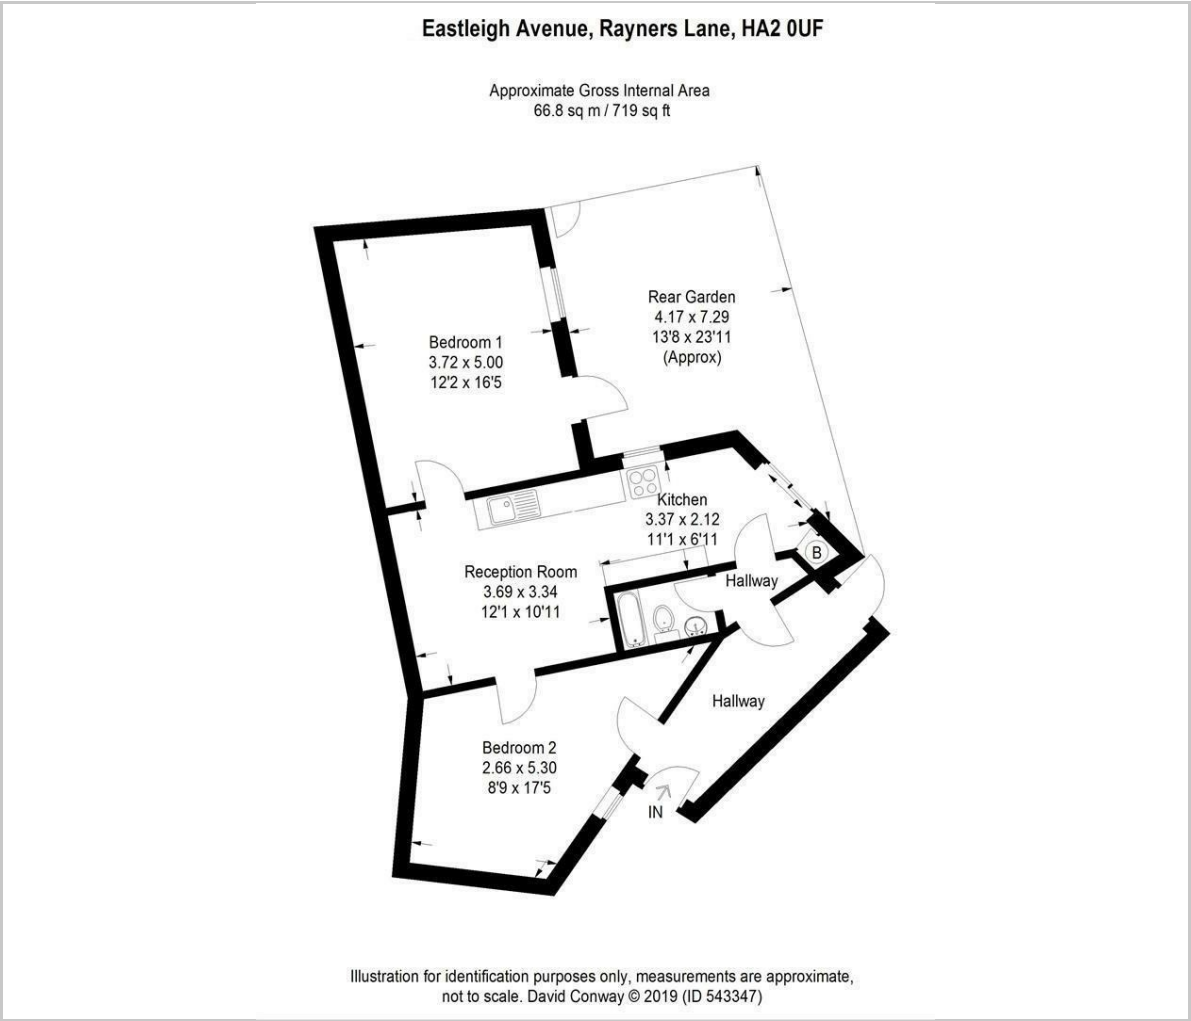 Eastleigh Avenue, Rayners Lane, HA2 0UF
Approximate Gross Internal Area
66.8 sq m / 719 sq ft
Rear Garden
4.17 x 7.29
13'8 x 23'11
(Approx)
Bedroom 1
3.72 x 5.00
12'2 x 16'5
Kitchen
3.37 x 2.12
11'1 x 6'11
B
Reception Room
3.69 x 3.34
12'1 x 10'11
Hallway
Hallway
Bedroom 2
2.66 x 5.30
8'9 x 17'5
IN
Illustration for identification purposes only, measurements are approximate,
not to scale. David Conway © 2019 (ID 543347)